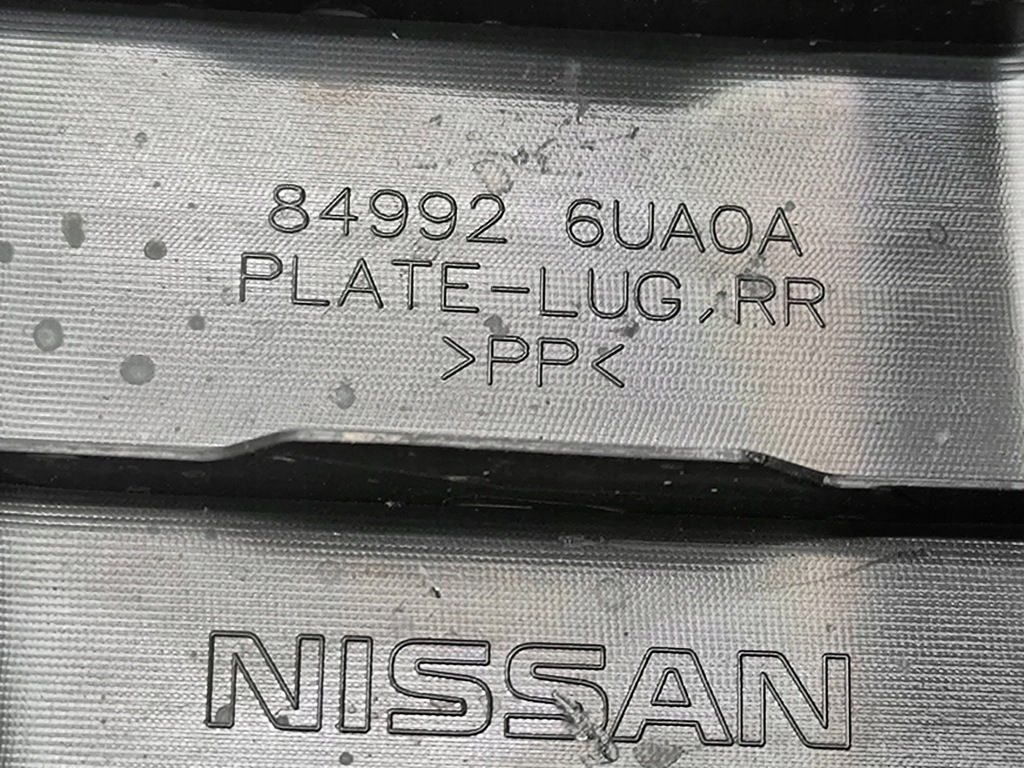 84992 6UA0A
PLATE-LUG,RR
>PP<
NISSAN